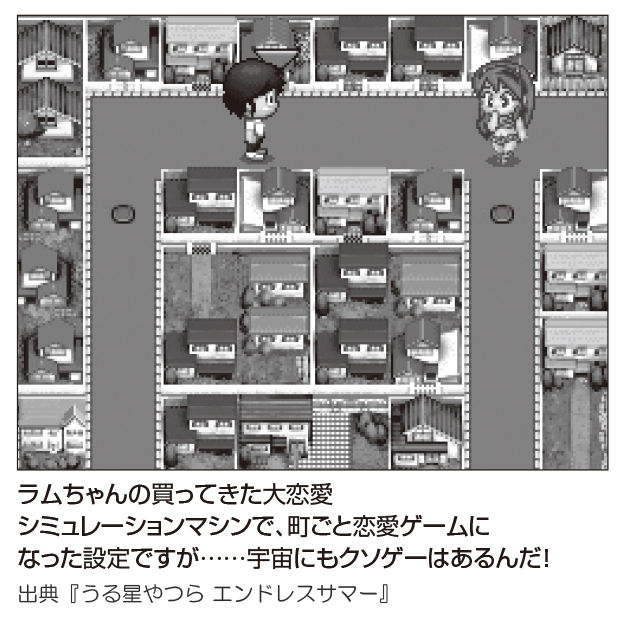 ラムちゃんの買ってきた大恋愛
シミュレーションマシンで、町ごと恋愛ゲームに
なった設定ですが……宇宙にもクソゲーはあるんだ!
出典『うる星やつら エンドレスサマー』